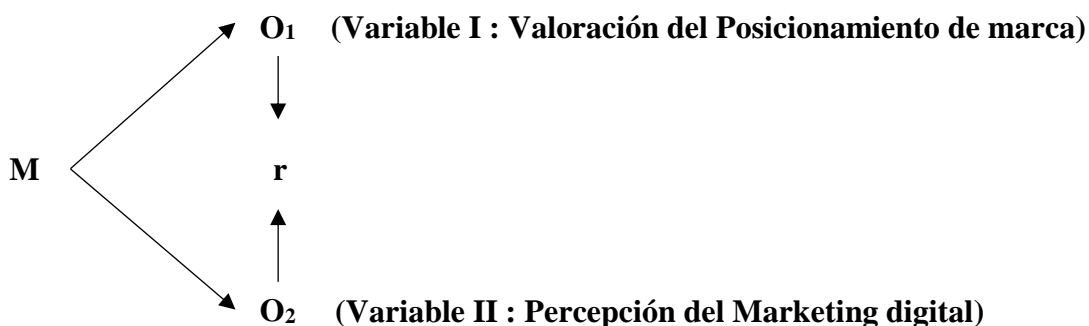 O1 (Variable I : Valoración del Posicionamiento de marca)
M r
O2 (Variable II : Percepción del Marketing digital)